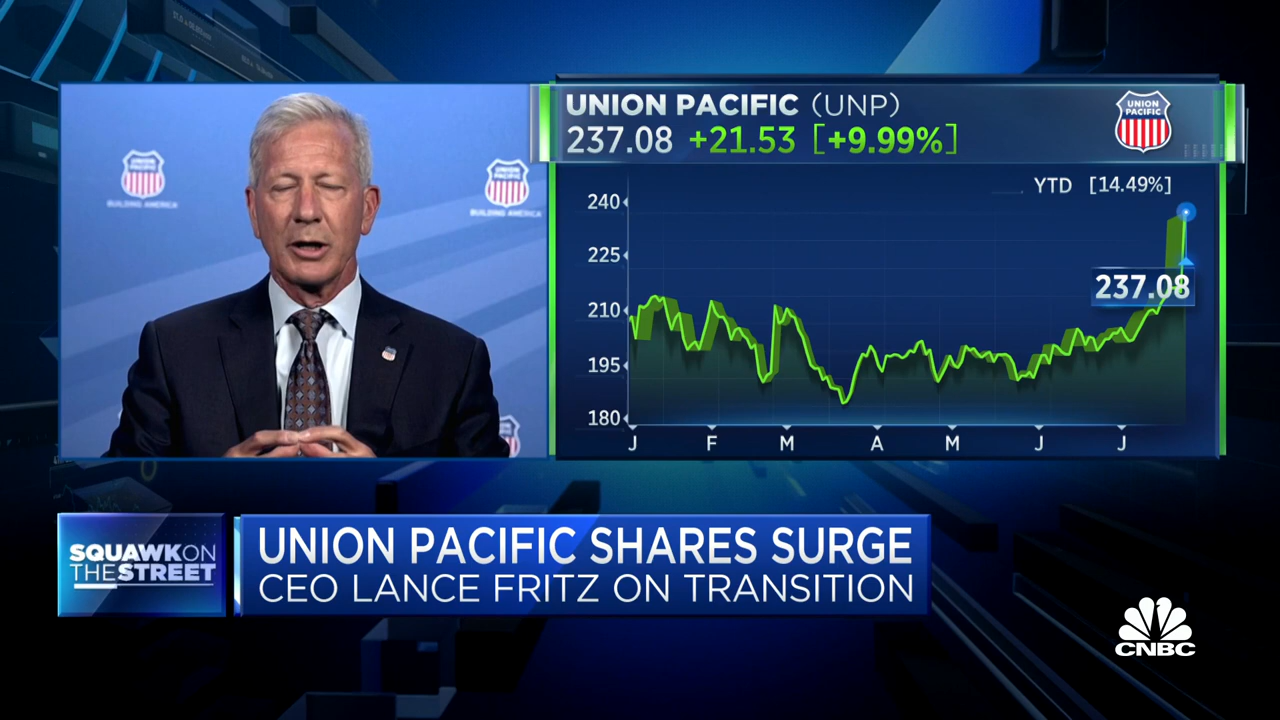 UNION PACIFIC
BUILDING AMERICA
UNION PACIFIC
BUILDING AMERICA
UNION PACIFIC (UNP)
237.08 +21.53 [+9.99%]
UNION
PACIFIC
YTD [14.49%]
240
225
210
195
180
237.08
J F M A M J J
SQUAWK ON
THE STREET
UNION PACIFIC SHARES SURGE
CEO LANCE FRITZ ON TRANSITION
CNBC